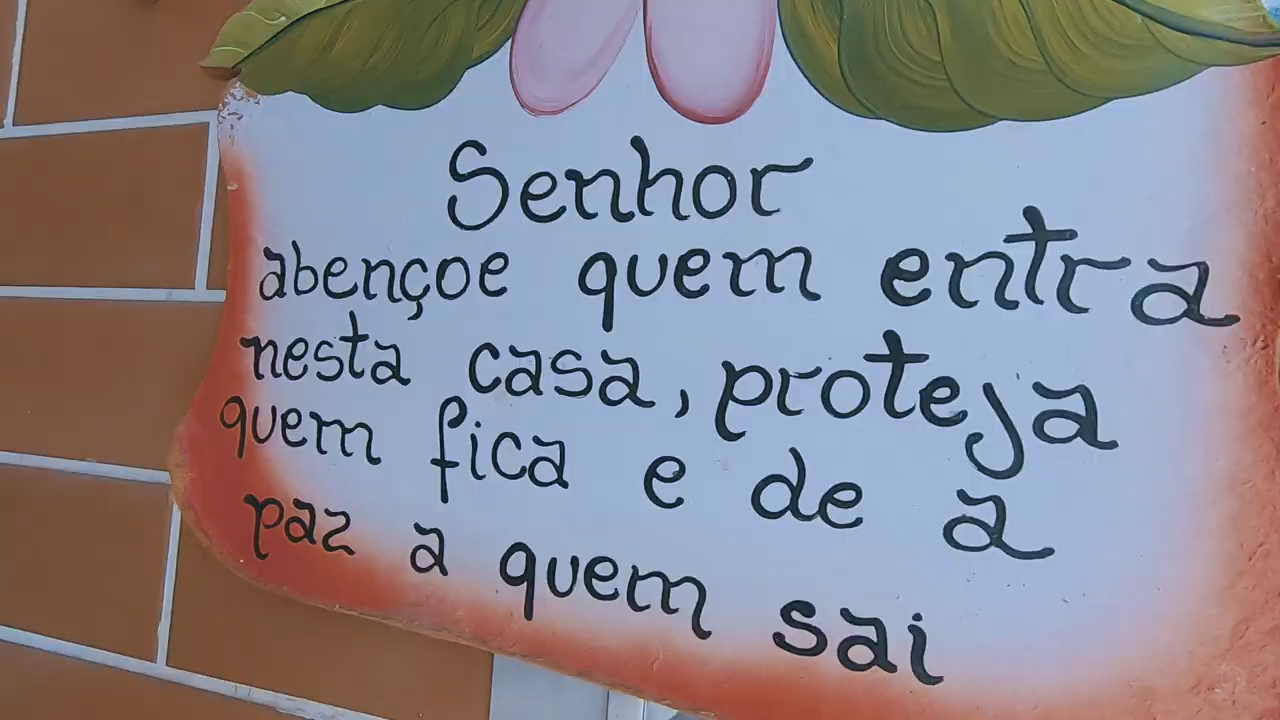 Senhor
abençoe quem entra
nesta casa, proteja
quem fica e de a
paz a quem sai